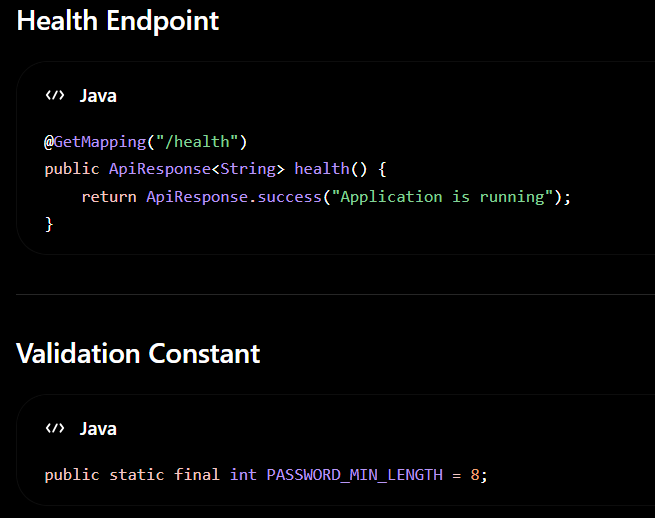 Health Endpoint
Java
@GetMapping("/health")
public ApiResponse<String> health() {
    return ApiResponse.success("Application is running");
}
Validation Constant
Java
public static final int PASSWORD_MIN_LENGTH = 8;